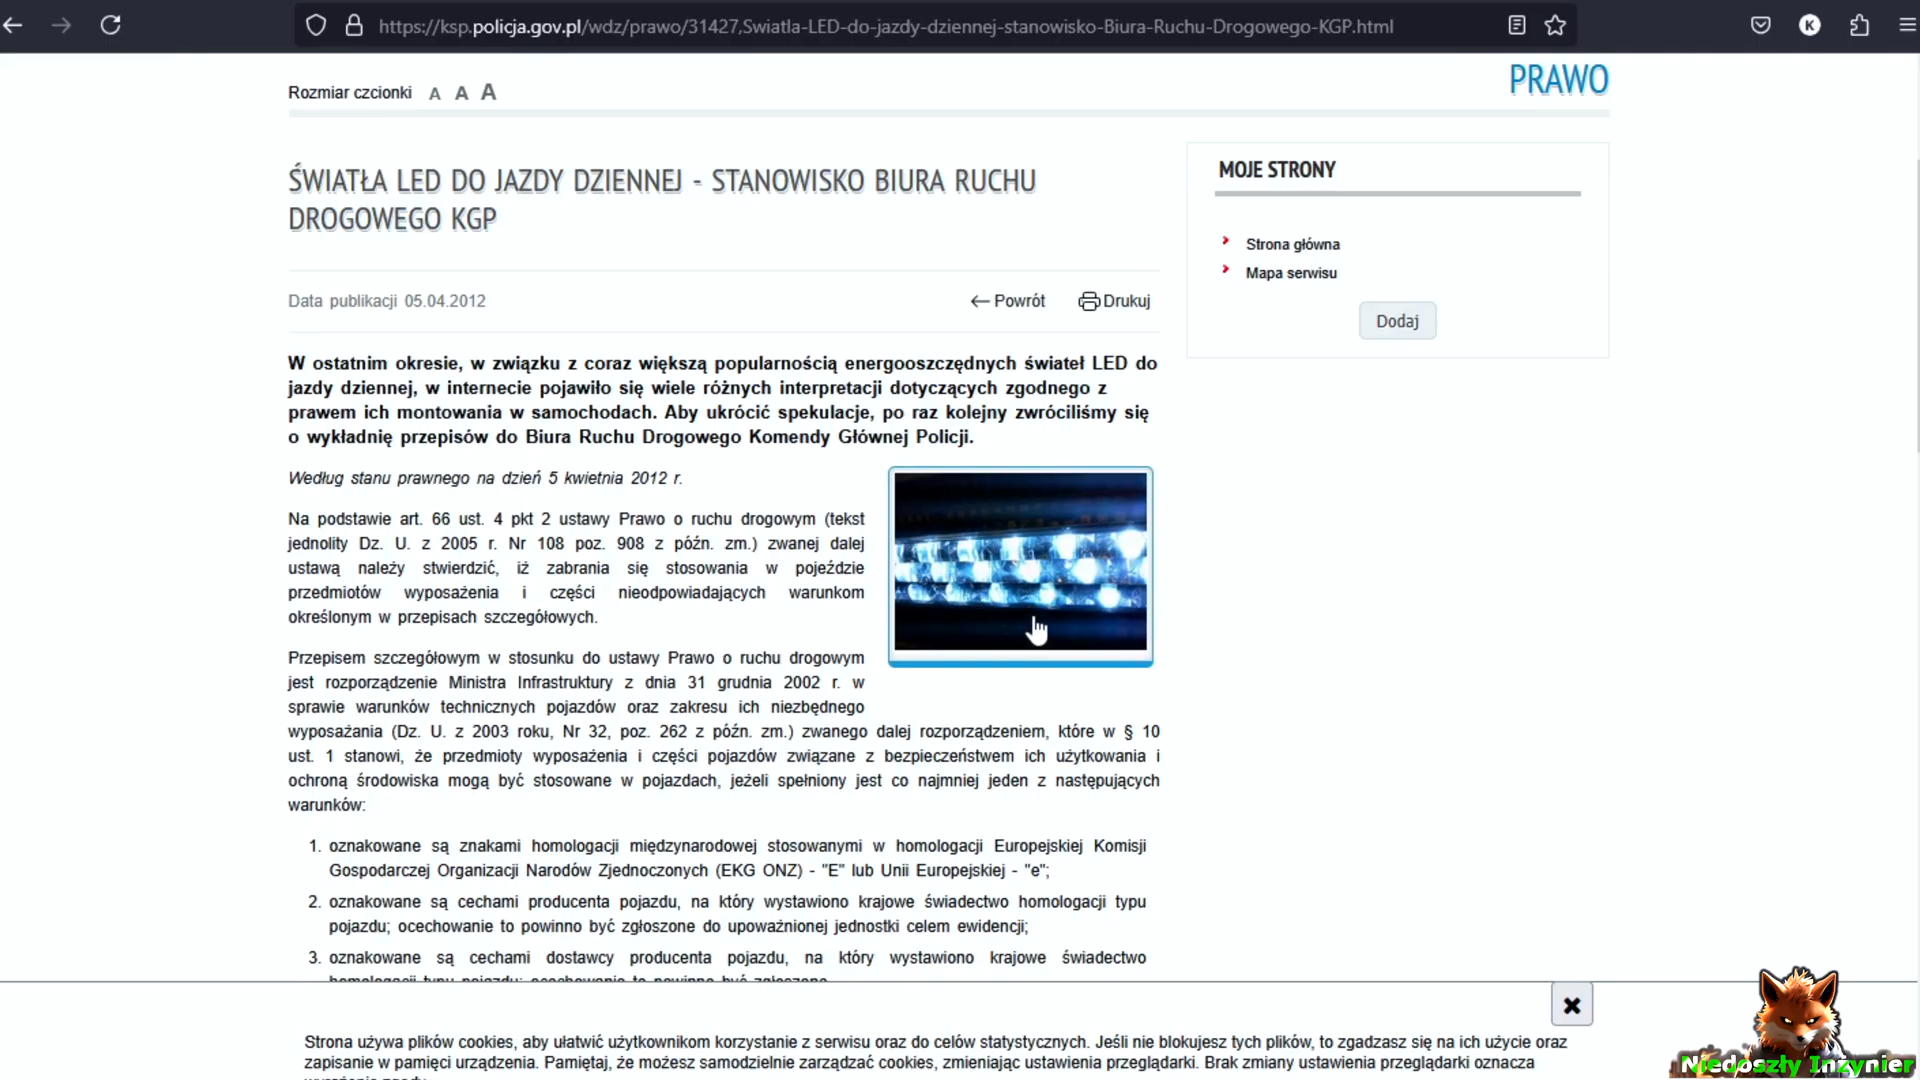 https://ksp.policja.gov.pl/wdz/prawo/31427,Swiatla-LED-do-jazdy-dziennej-stanowisko-Biura-Ruchu-Drogowego-KGP.html
K
Rozmiar czcionki A A A
PRAWO
ŚWIATŁA LED DO JAZDY DZIENNEJ - STANOWISKO BIURA RUCHU
DROGOWEGO KGP
MOJE STRONY
Strona główna
Mapa serwisu
Dodaj
Data publikacji 05.04.2012
Powrót
Drukuj
W ostatnim okresie, w związku z coraz większą popularnością energooszczędnych świateł LED do
jazdy dziennej, w internecie pojawiło się wiele różnych interpretacji dotyczących zgodnego z
prawem ich montowania w samochodach. Aby ukrócić spekulacje, po raz kolejny zwróciliśmy się
o wykładnię przepisów do Biura Ruchu Drogowego Komendy Głównej Policji.
Według stanu prawnego na dzień 5 kwietnia 2012 r.
Na podstawie art. 66 ust. 4 pkt 2 ustawy Prawo o ruchu drogowym (tekst
jednolity Dz. U. z 2005 r. Nr 108 poz. 908 z późn. zm.) zwanej dalej
ustawą należy stwierdzić, iż zabrania się stosowania w pojeździe
przedmiotów wyposażenia i części nieodpowiadających warunkom
określonym w przepisach szczegółowych.
Przepisem szczegółowym w stosunku do ustawy Prawo o ruchu drogowym
jest rozporządzenie Ministra Infrastruktury z dnia 31 grudnia 2002 r. w
sprawie warunków technicznych pojazdów oraz zakresu ich niezbędnego
wyposażania (Dz. U. z 2003 roku, Nr 32, poz. 262 z późn. zm.) zwanego dalej rozporządzeniem, które w § 10
ust. 1 stanowi, że przedmioty wyposażenia i części pojazdów związane z bezpieczeństwem ich użytkowania i
ochroną środowiska mogą być stosowane w pojazdach, jeżeli spełniony jest co najmniej jeden z następujących
warunków:
1. oznakowane są znakami homologacji międzynarodowej stosowanymi w homologacji Europejskiej Komisji
Gospodarczej Organizacji Narodów Zjednoczonych (EKG ONZ) - "E" lub Unii Europejskiej - "e";
2. oznakowane są cechami producenta pojazdu, na który wystawiono krajowe świadectwo homologacji typu
pojazdu; ocechowanie to powinno być zgłoszone do upoważnionej jednostki celem ewidencji;
3. oznakowane są cechami dostawcy producenta pojazdu, na który wystawiono krajowe świadectwo
homologacji typu pojazdu; ocechowanie to powinno być zgłoszone
Strona używa plików cookies, aby ułatwić użytkownikom korzystanie z serwisu oraz do celów statystycznych. Jeśli nie blokujesz tych plików, to zgadzasz się na ich użycie oraz
zapisanie w pamięci urządzenia. Pamiętaj, że możesz samodzielnie zarządzać cookies, zmieniając ustawienia przeglądarki. Brak zmiany ustawienia przeglądarki oznacza
Niedoszły Inżynier